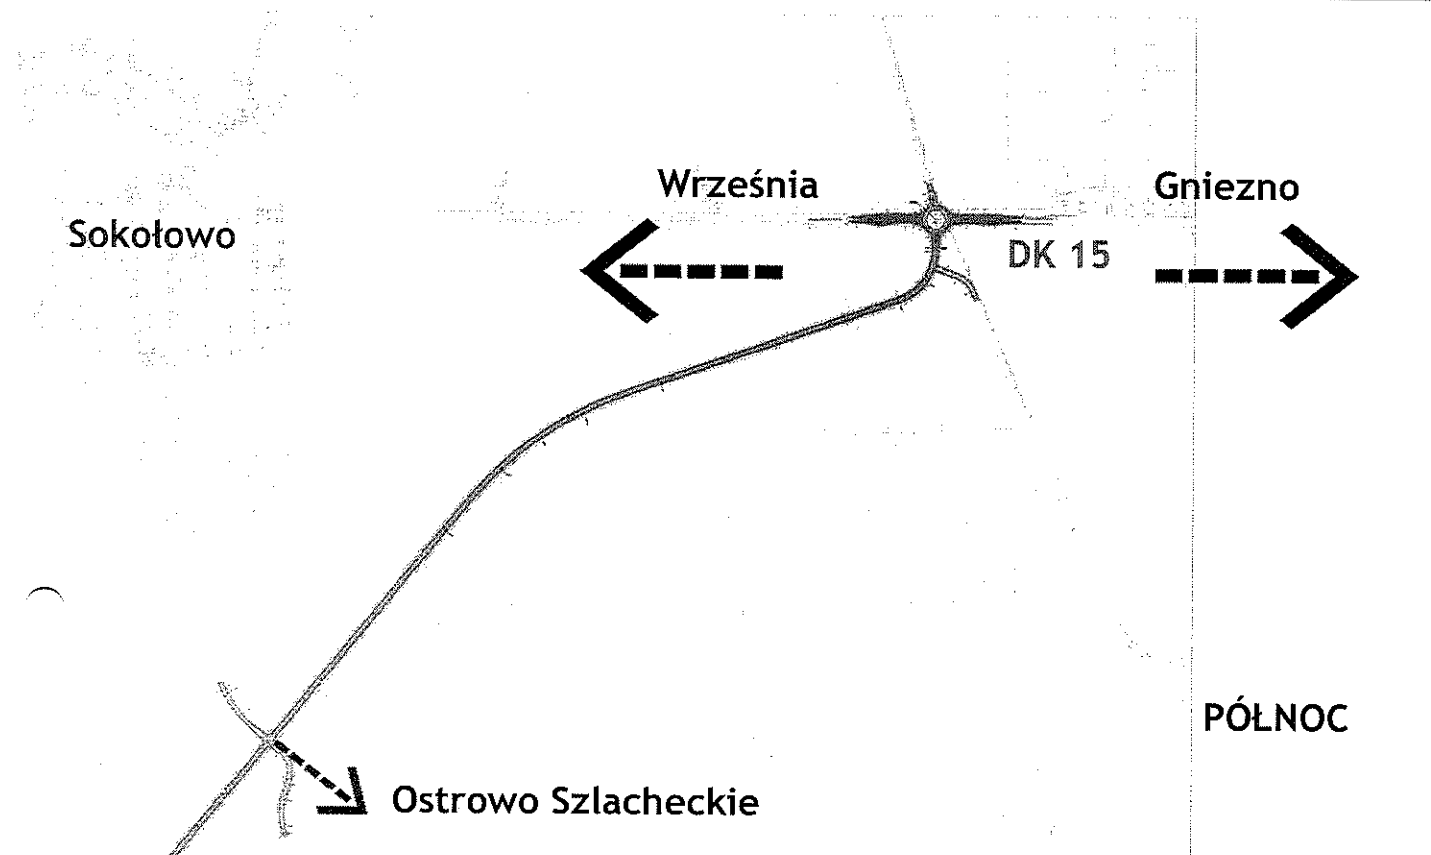 Września
Gniezno
Sokołowo
DK 15
PÓŁNOC
Ostrowo Szlacheckie